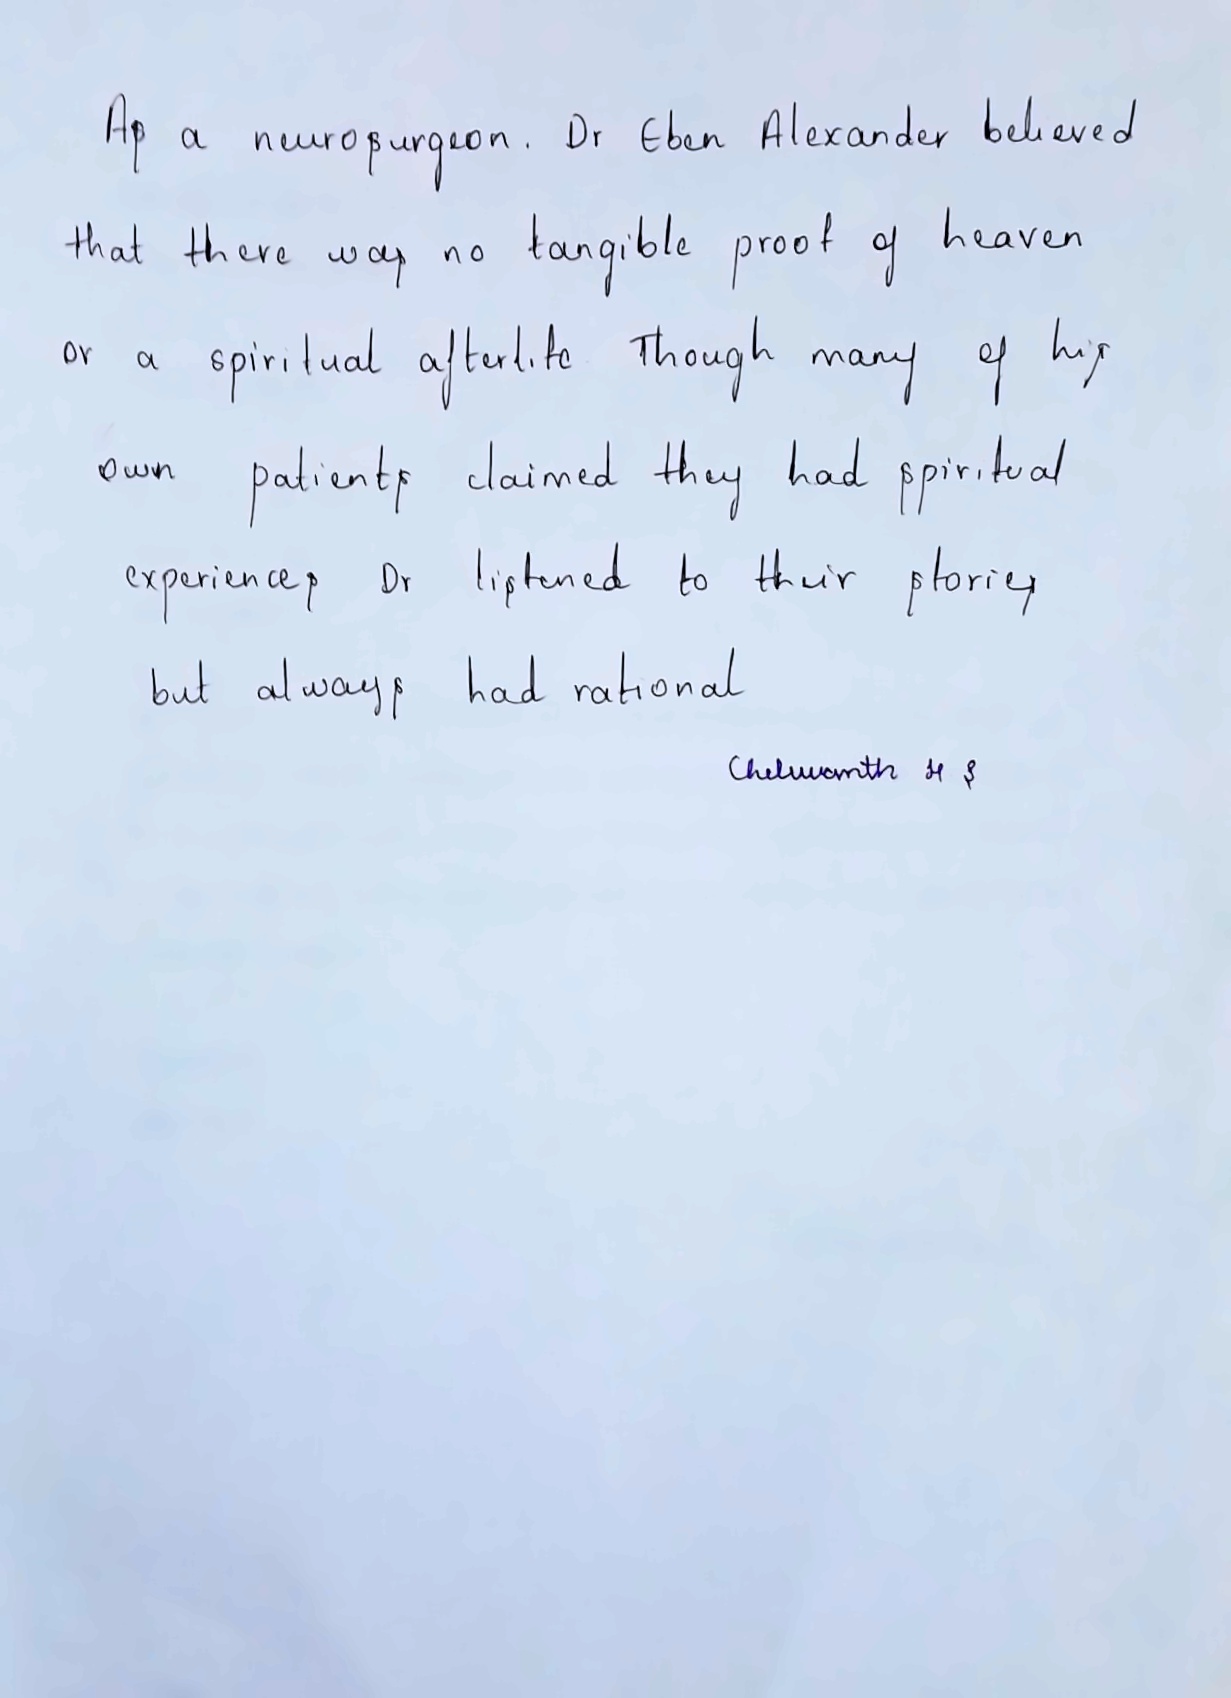 As a neurosurgeon. Dr Eben Alexander believed
that there was no tangible proof of heaven
or a spiritual afterlife Though many of his
own patients claimed they had spiritual
experiences Dr listened to their stories
but always had rational
H S